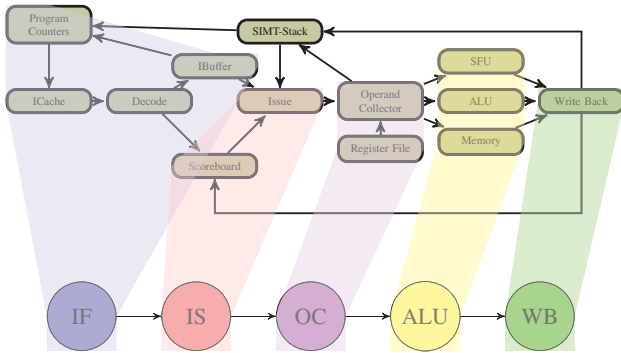 Program
Counters
SIMT-Stack
IBuffer
SFU
ICache
Decode
Issue
Operand
Collector
ALU
Write Back
Memory
Register File
Scoreboard
IF
IS
OC
ALU
WB